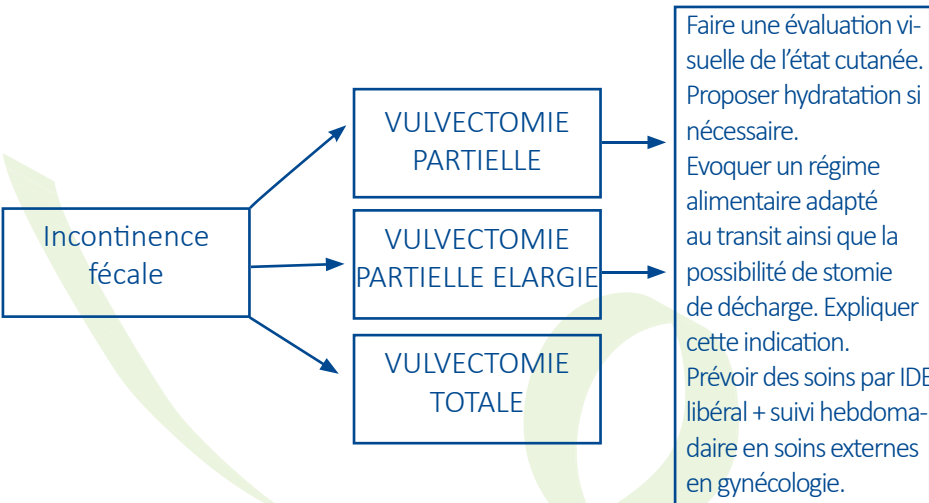 Incontinence
fécale
VULVECTOMIE
PARTIELLE
VULVECTOMIE
PARTIELLE ELARGIE
VULVECTOMIE
TOTALE
Faire une évaluation vi-
suelle de l'état cutanée.
Proposer hydratation si
nécessaire.
Evoquer un régime
alimentaire adapté
au transit ainsi que la
possibilité de stomie
de décharge. Expliquer
cette indication.
Prévoir des soins par IDE
libéral + suivi hebdoma-
daire en soins externes
en gynécologie.